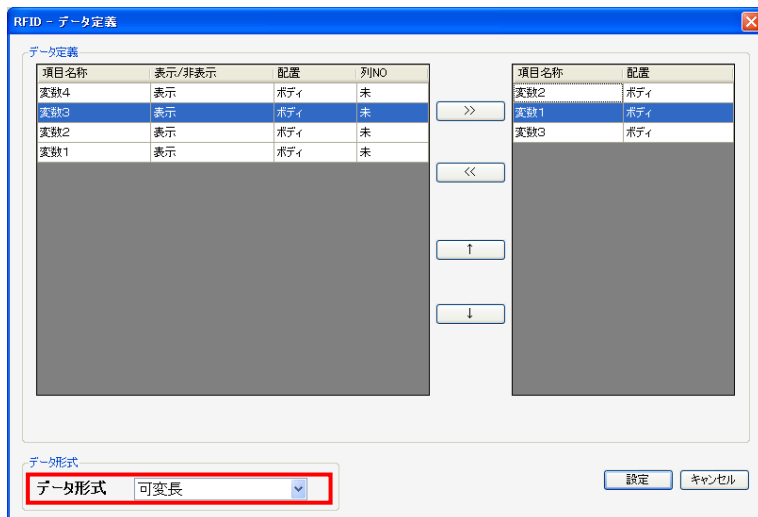 RFID - データ定義
データ定義
項目名称 表示/非表示 配置 列NO
変数4 表示 ボディ 未
変数3 表示 ボディ 未
変数2 表示 ボディ 未
変数1 表示 ボディ 未
>>
<<
↑
↓
項目名称 配置
変数2 ボディ
変数1 ボディ
変数3 ボディ
データ形式
データ形式 可変長
設定 キャンセル